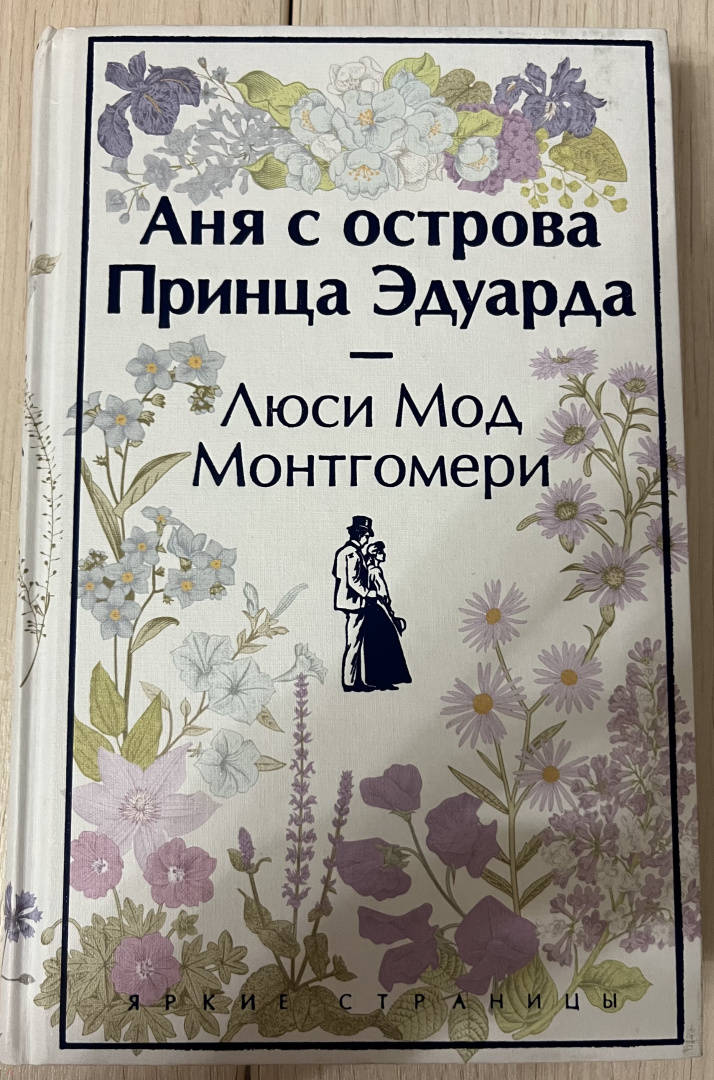 Аня с острова
Принца Эдуарда
—
Люси Мод
Монтгомери
ЯРКИЕ СТРАНИЦЫ